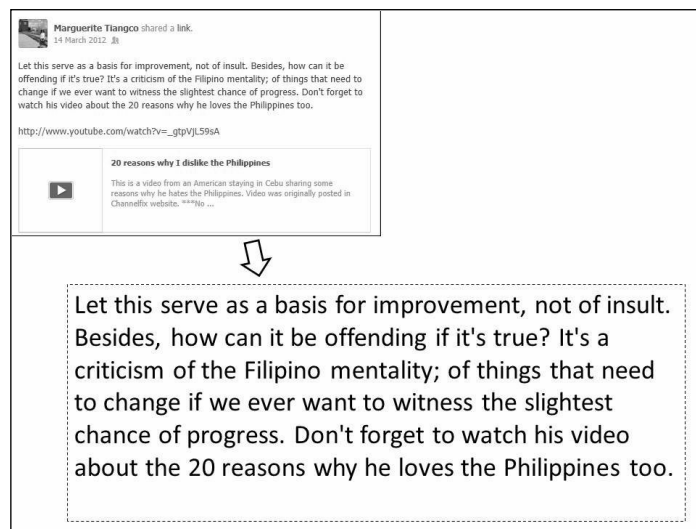 Marguerite Tiangco shared a link.
14 March 2012
Let this serve as a basis for improvement, not of insult. Besides, how can it be
offending if it's true? It's a criticism of the Filipino mentality; of things that need to
change if we ever want to witness the slightest chance of progress. Don't forget to
watch his video about the 20 reasons why he loves the Philippines too.
http://www.youtube.com/watch?v=_gtpVJL59sA
20 reasons why I dislike the Philippines
This is a video from an American staying in Cebu sharing some
reasons why he hates the Philippines. Video was originally posted in
Channelfix website. ***No ...
Let this serve as a basis for improvement, not of insult.
Besides, how can it be offending if it's true? It's a
criticism of the Filipino mentality; of things that need
to change if we ever want to witness the slightest
chance of progress. Don't forget to watch his video
about the 20 reasons why he loves the Philippines too.